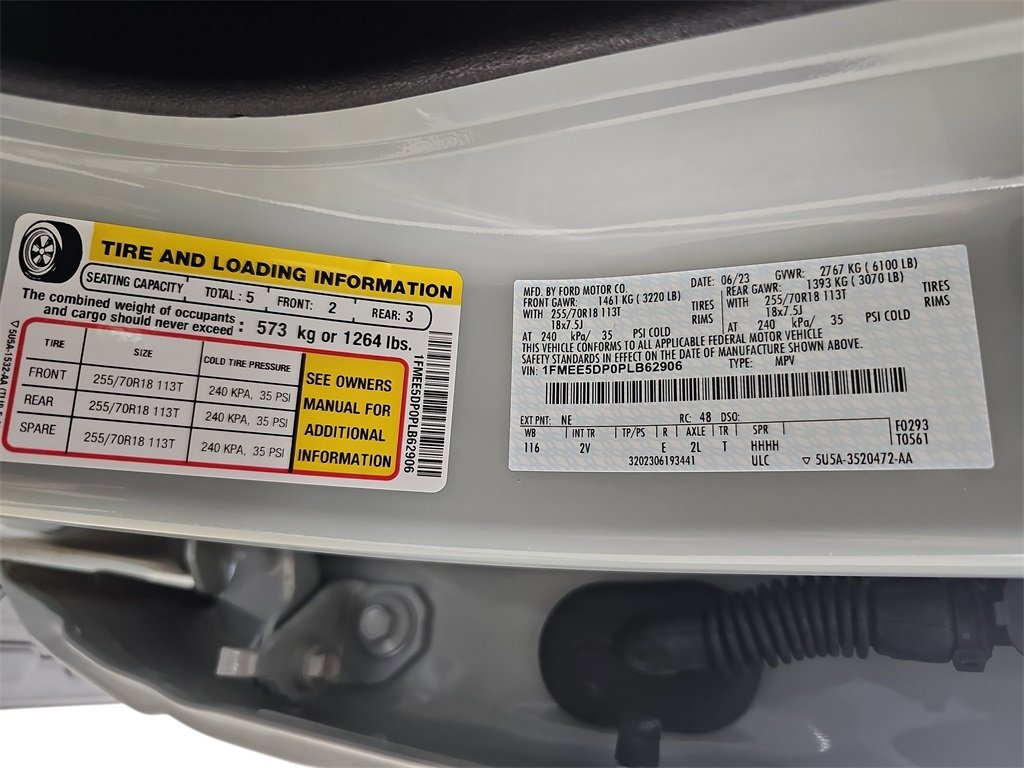 TIRE AND LOADING INFORMATION
SEATING CAPACITY TOTAL : 5 FRONT: 2 REAR: 3
The combined weight of occupants
and cargo should never exceed : 573 kg or 1264 lbs.
TIRE SIZE COLD TIRE PRESSURE
FRONT 255/70R18 113T 240 KPA, 35 PSI
REAR 255/70R18 113T 240 KPA, 35 PSI
SPARE 255/70R18 113T 240 KPA, 35 PSI
SEE OWNERS
MANUAL FOR
ADDITIONAL
INFORMATION
1FMEE5DP0PLB62906
5U5A-1532-AA
MFD. BY FORD MOTOR CO. DATE: 06/23 GVWR: 2767 KG ( 6100 LB)
FRONT GAWR: 1461 KG ( 3220 LB) REAR GAWR: 1393 KG ( 3070 LB)
WITH 255/70R18 113T TIRES WITH 255/70R18 113T TIRES
18x7.5J RIMS 18x7.5J RIMS
AT 240 kPa/ 35 PSI COLD AT 240 kPa/ 35 PSI COLD
THIS VEHICLE CONFORMS TO ALL APPLICABLE FEDERAL MOTOR VEHICLE
SAFETY STANDARDS IN EFFECT ON THE DATE OF MANUFACTURE SHOWN ABOVE.
VIN: 1FMEE5DP0PLB62906 TYPE: MPV
EXT PNT: NE RC: 48 DSO:
WB INT TR TP/PS R AXLE TR SPR F0293
116 2V E 2L T HHHH T0561
3202306193441 ULC 5U5A-3520472-AA